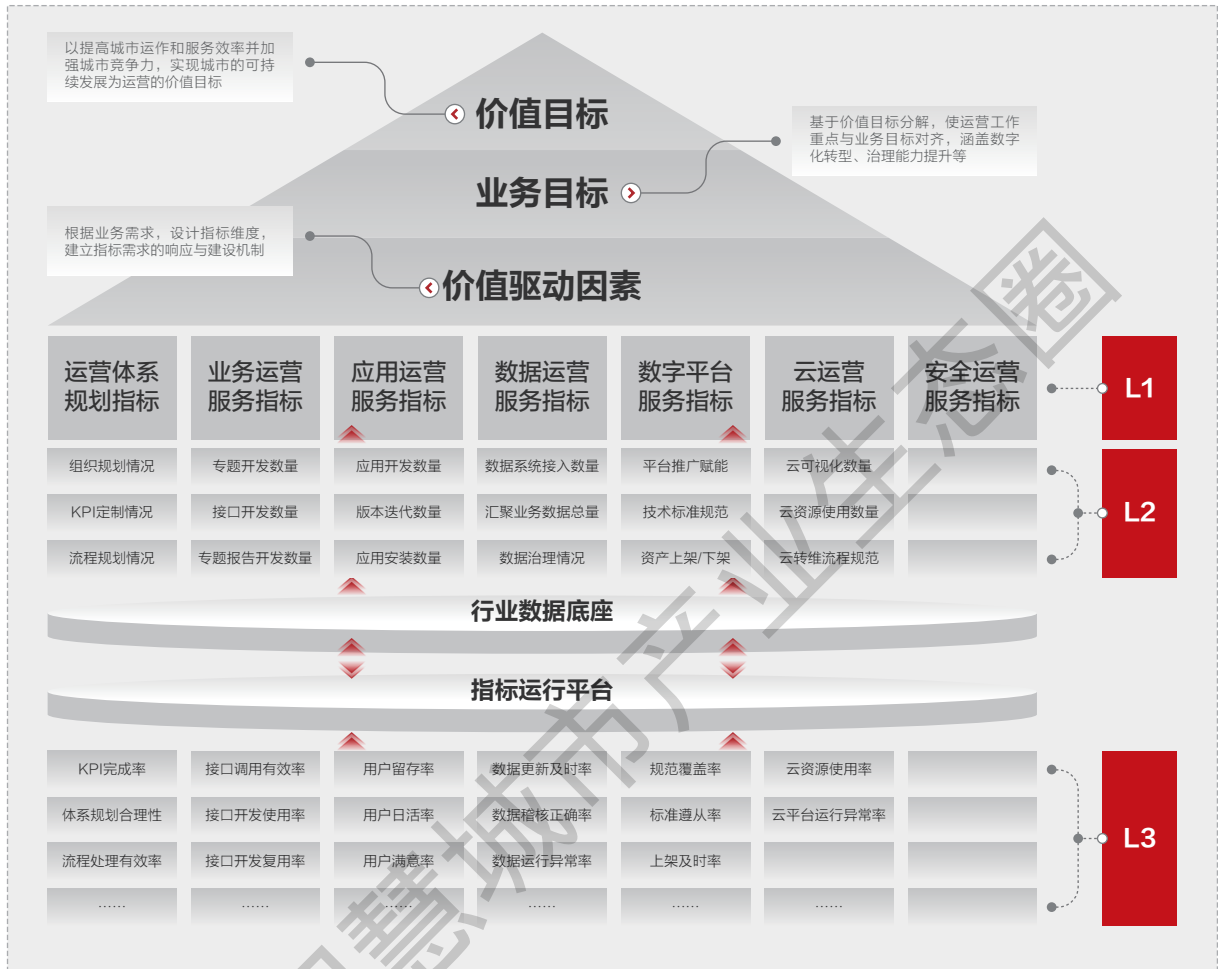 以提高城市运作和服务效率并加
强城市竞争力，实现城市的可持
续发展为运营的价值目标
价值目标
基于价值目标分解，使运营工作
重点与业务目标对齐，涵盖数字
化转型、治理能力提升等
业务目标
根据业务需求，设计指标维度，
建立指标需求的响应与建设机制
价值驱动因素
运营体系
规划指标
业务运营
服务指标
应用运营
服务指标
数据运营
服务指标
数字平台
服务指标
云运营
服务指标
安全运营
服务指标
L1
组织规划情况
专题开发数量
应用开发数量
数据系统接入数量
平台推广赋能
云可视化数量
KPI定制情况
接口开发数量
版本迭代数量
汇聚业务数据总量
技术标准规范
云资源使用数量
L2
流程规划情况
专题报告开发数量
应用安装数量
数据治理情况
资产上架/下架
云转维流程规范
行业数据底座
指标运行平台
KPI完成率
接口调用有效率
用户留存率
数据更新及时率
规范覆盖率
云资源使用率
体系规划合理性
接口开发使用率
用户日活率
数据稽核正确率
标准遵从率
云平台运行异常率
L3
流程处理有效率
接口开发复用率
用户满意率
数据运行异常率
上架及时率
……
……
……
……
……
……
慧城市产业生态圈